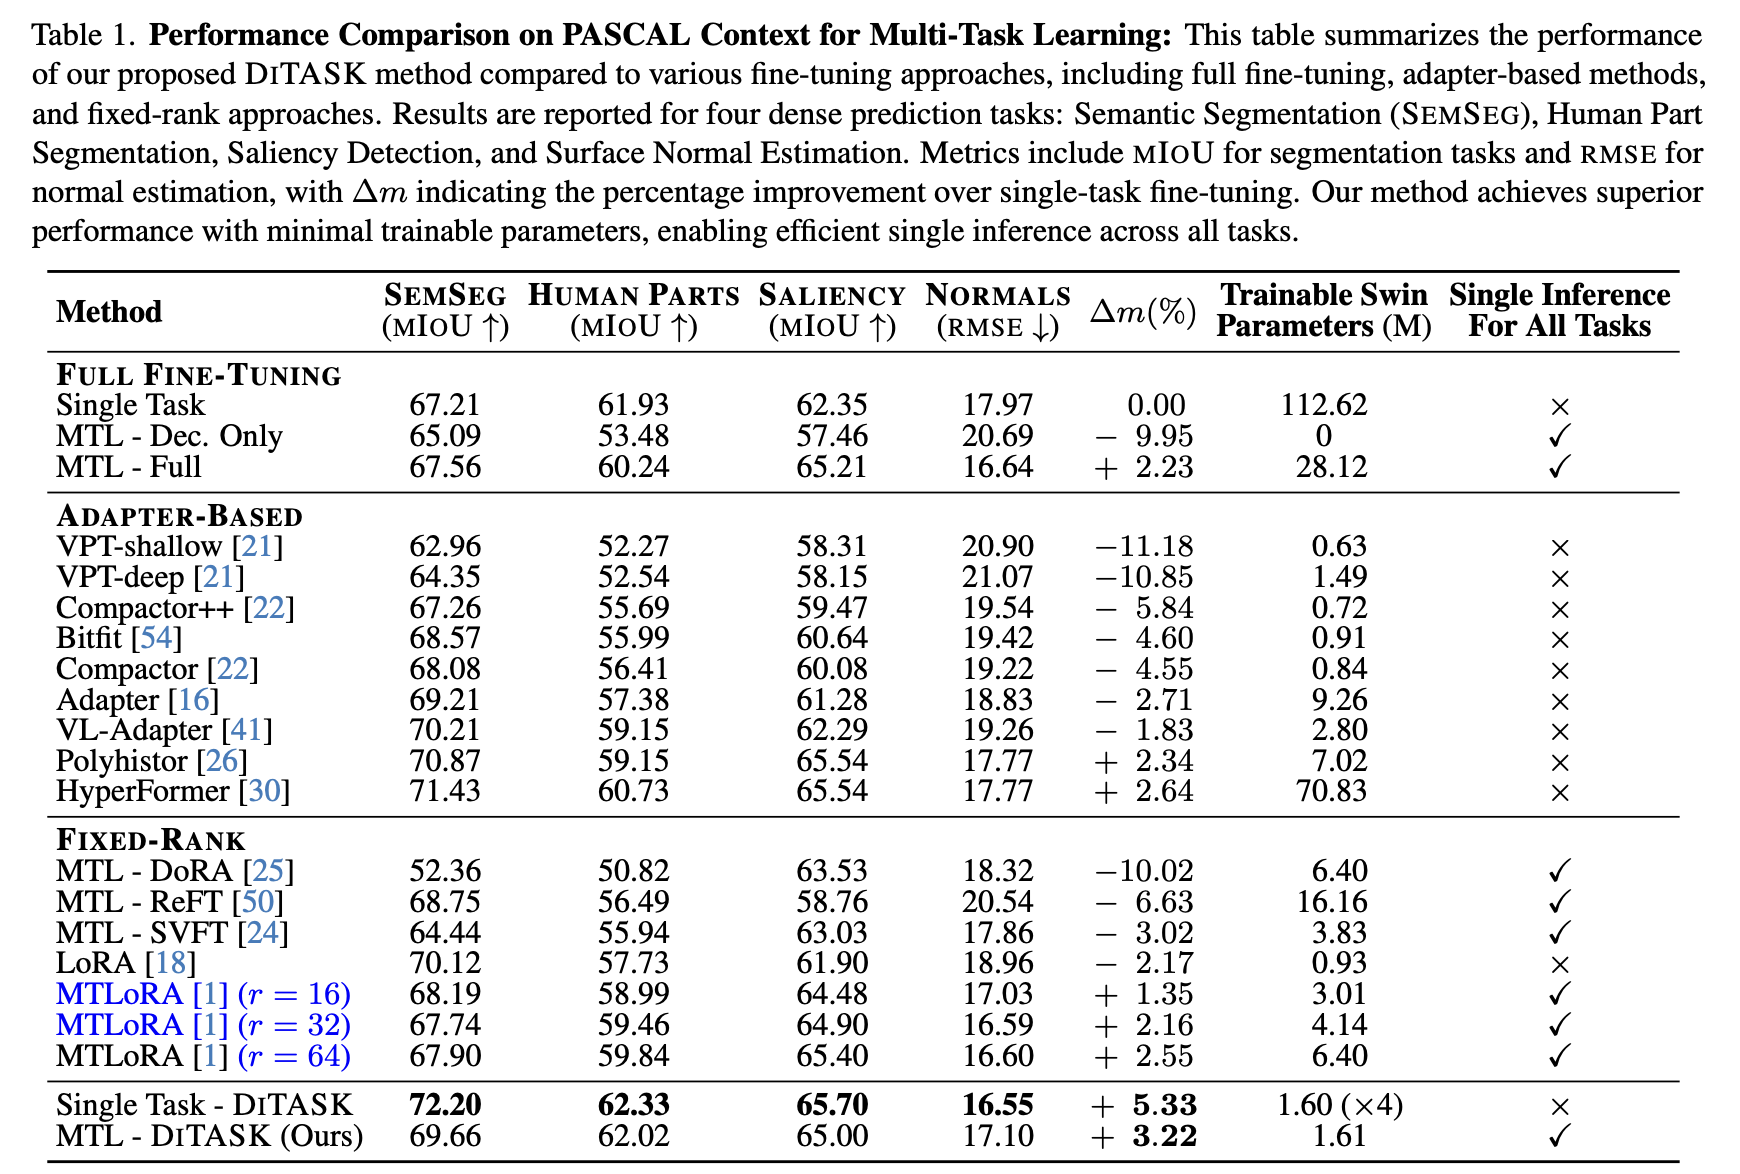 Table 1. Performance Comparison on PASCAL Context for Multi-Task Learning: This table summarizes the performance
of our proposed DITASK method compared to various fine-tuning approaches, including full fine-tuning, adapter-based methods,
and fixed-rank approaches. Results are reported for four dense prediction tasks: Semantic Segmentation (SEMSEG), Human Part
Segmentation, Saliency Detection, and Surface Normal Estimation. Metrics include MIOU for segmentation tasks and RMSE for
normal estimation, with Δm indicating the percentage improvement over single-task fine-tuning. Our method achieves superior
performance with minimal trainable parameters, enabling efficient single inference across all tasks.
Method SEMSEG (MIOU ↑) HUMAN PARTS (MIOU ↑) SALIENCY (MIOU ↑) NORMALS (RMSE ↓) Δm(%) Trainable Swin Parameters (M) Single Inference For All Tasks
FULL FINE-TUNING
Single Task 67.21 61.93 62.35 17.97 0.00 112.62 ×
MTL - Dec. Only 65.09 53.48 57.46 20.69 − 9.95 0 ✓
MTL - Full 67.56 60.24 65.21 16.64 + 2.23 28.12 ✓
ADAPTER-BASED
VPT-shallow [21] 62.96 52.27 58.31 20.90 −11.18 0.63 ×
VPT-deep [21] 64.35 52.54 58.15 21.07 −10.85 1.49 ×
Compactor++ [22] 67.26 55.69 59.47 19.54 − 5.84 0.72 ×
Bitfit [54] 68.57 55.99 60.64 19.42 − 4.60 0.91 ×
Compactor [22] 68.08 56.41 60.08 19.22 − 4.55 0.84 ×
Adapter [16] 69.21 57.38 61.28 18.83 − 2.71 9.26 ×
VL-Adapter [41] 70.21 59.15 62.29 19.26 − 1.83 2.80 ×
Polyhistor [26] 70.87 59.15 65.54 17.77 + 2.34 7.02 ×
HyperFormer [30] 71.43 60.73 65.54 17.77 + 2.64 70.83 ×
FIXED-RANK
MTL - DoRA [25] 52.36 50.82 63.53 18.32 −10.02 6.40 ✓
MTL - ReFT [50] 68.75 56.49 58.76 20.54 − 6.63 16.16 ✓
MTL - SVFT [24] 64.44 55.94 63.03 17.86 − 3.02 3.83 ✓
LoRA [18] 70.12 57.73 61.90 18.96 − 2.17 0.93 ×
MTLoRA [1] (r = 16) 68.19 58.99 64.48 17.03 + 1.35 3.01 ✓
MTLoRA [1] (r = 32) 67.74 59.46 64.90 16.59 + 2.16 4.14 ✓
MTLoRA [1] (r = 64) 67.90 59.84 65.40 16.60 + 2.55 6.40 ✓
Single Task - DITASK 72.20 62.33 65.70 16.55 + 5.33 1.60 (×4) ×
MTL - DITASK (Ours) 69.66 62.02 65.00 17.10 + 3.22 1.61 ✓